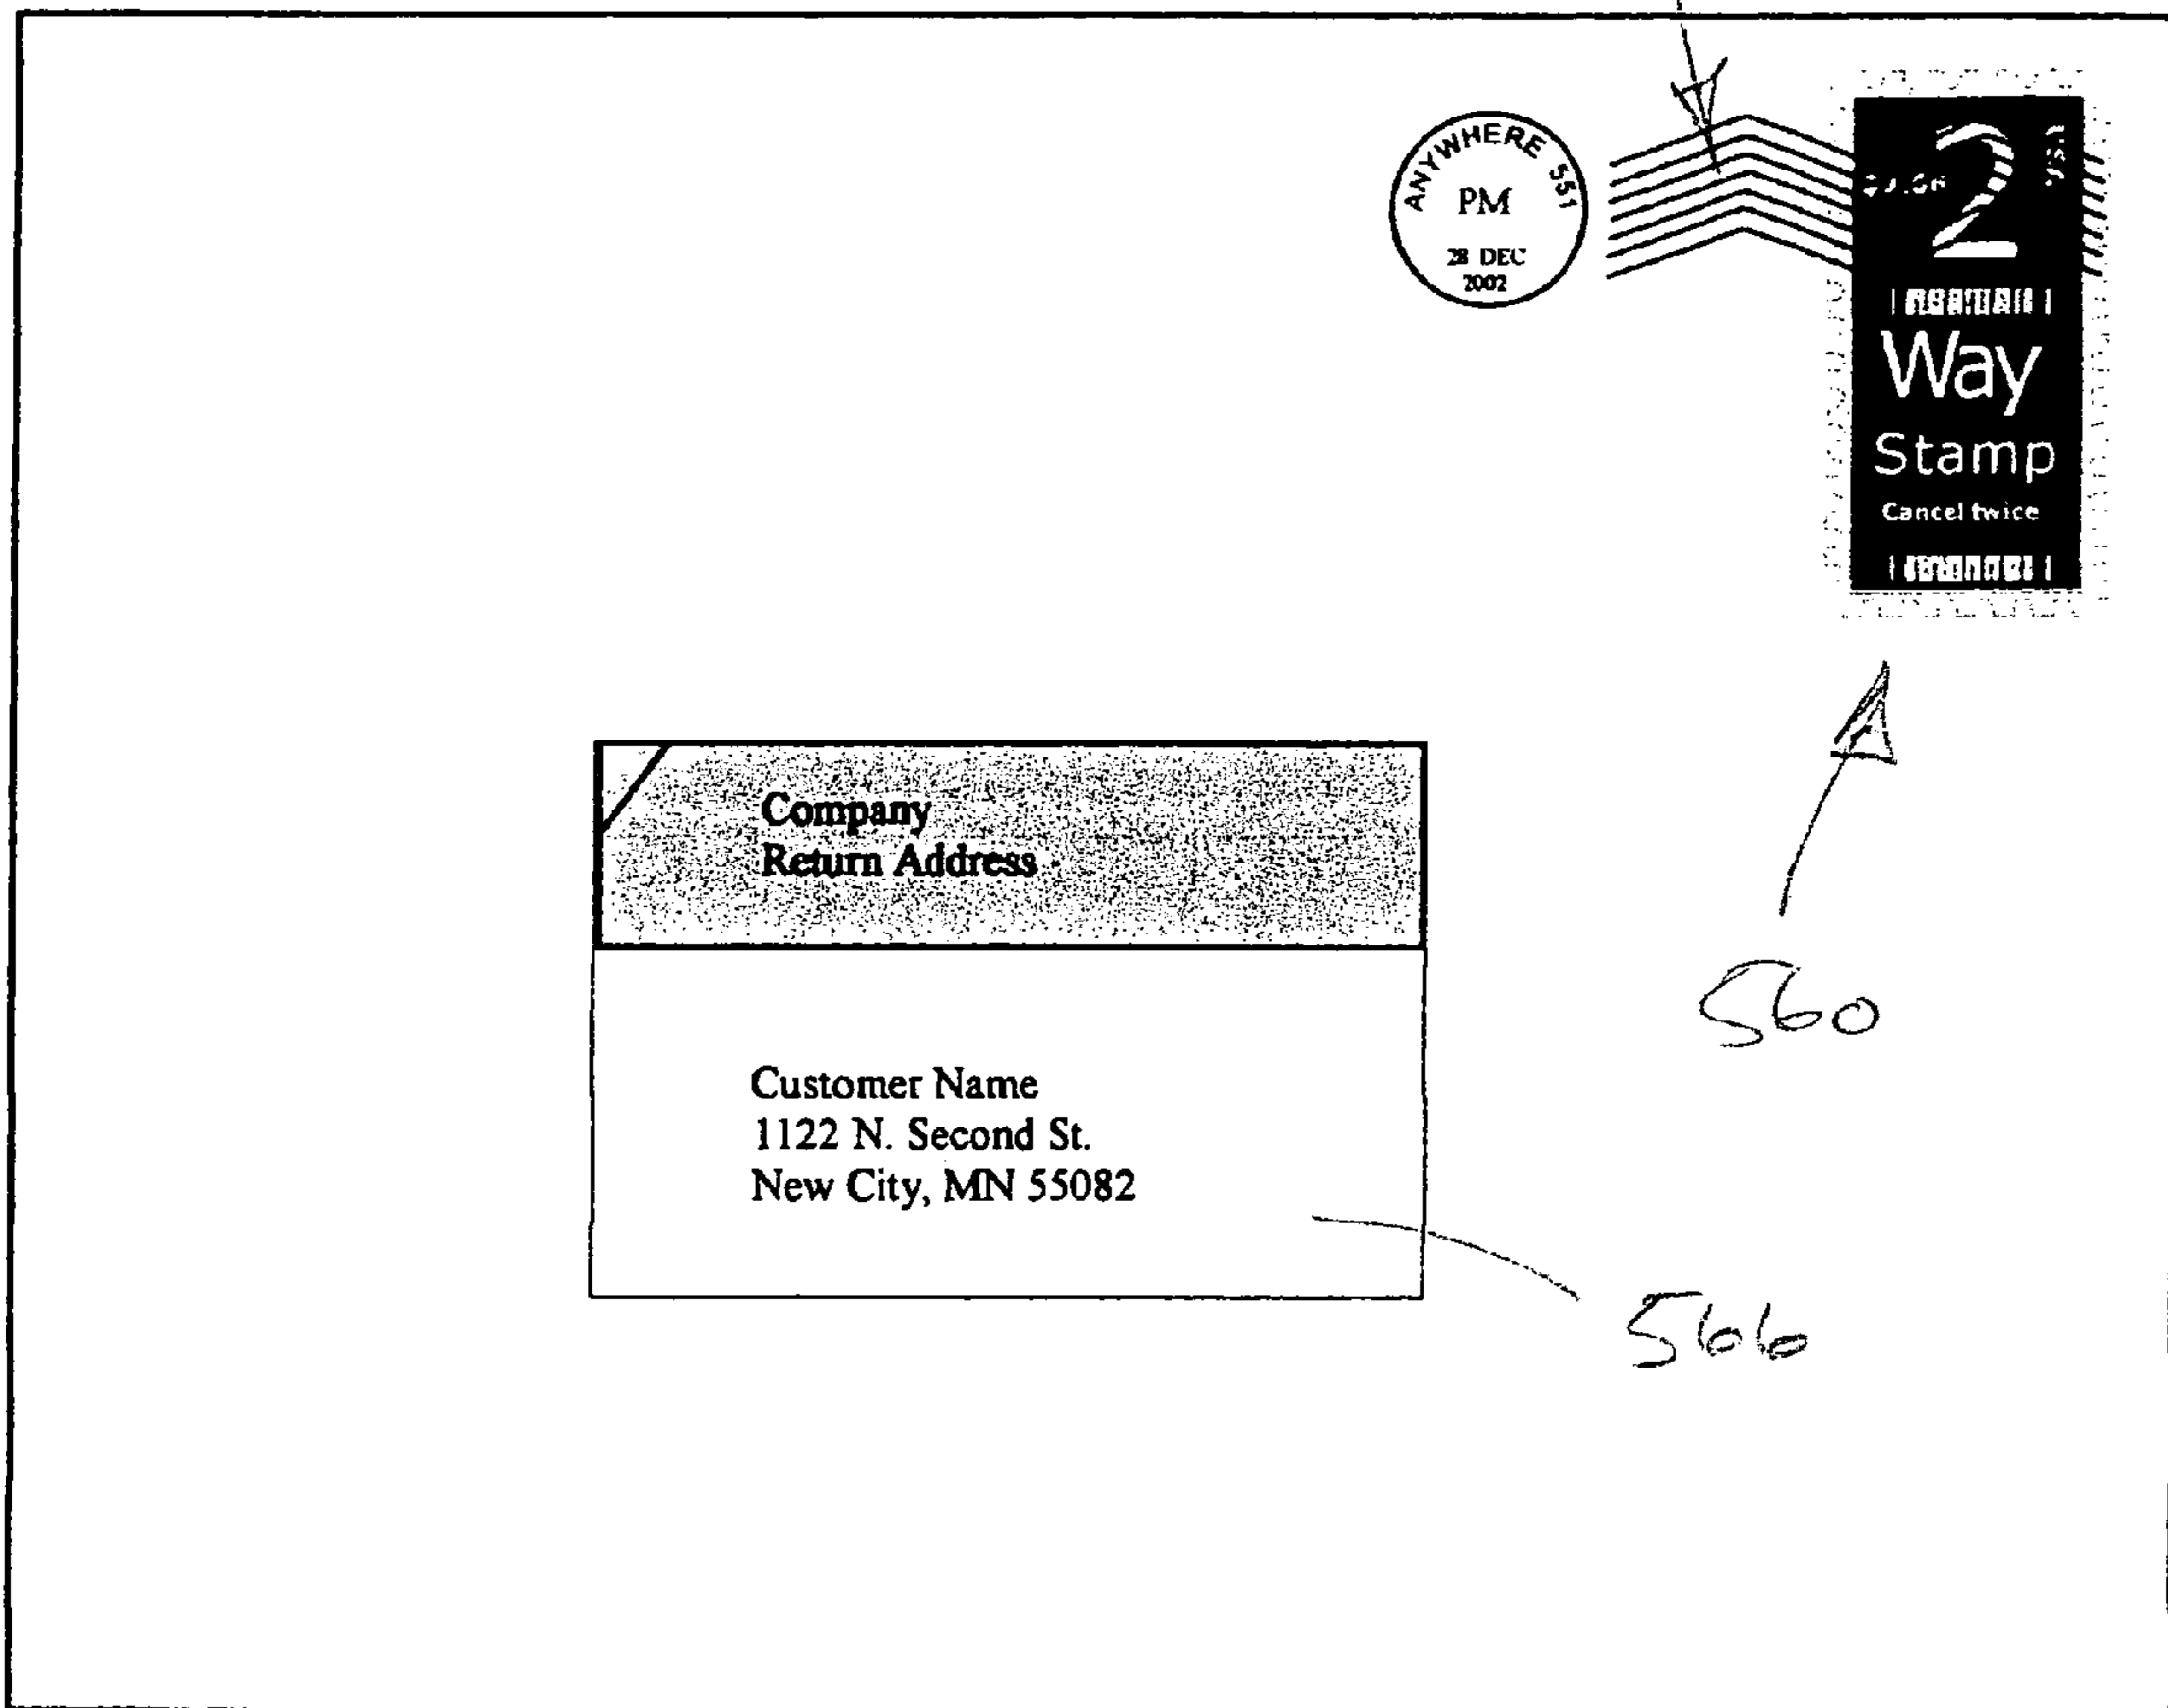 ANYWHERE 551
PM
28 DEC
2002
2
USA
Way
Stamp
Cancel twice
Company
Return Address
560
Customer Name
1122 N. Second St.
New City, MN 55082
566